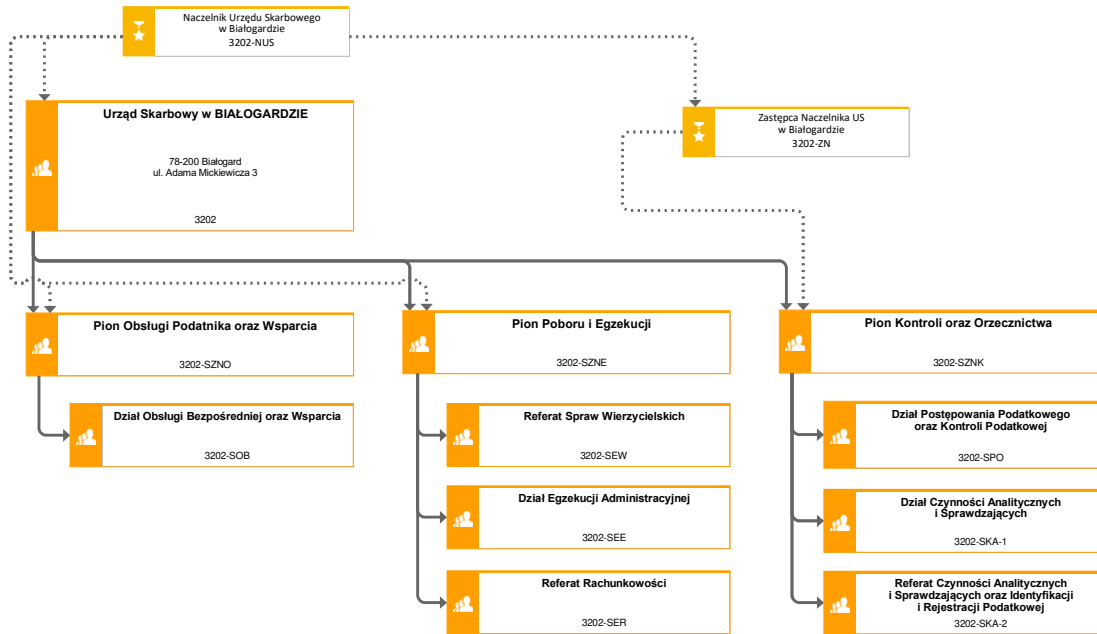 Naczelnik Urzędu Skarbowego
w Białogardzie
3202-NUS
Urząd Skarbowy w BIAŁOGARDZIE
78-200 Białogard
ul. Adama Mickiewicza 3
3202
Zastępca Naczelnika US
w Białogardzie
3202-ZN
Pion Obsługi Podatnika oraz Wsparcia
3202-SZNO
Dział Obsługi Bezpośredniej oraz Wsparcia
3202-SOB
Pion Poboru i Egzekucji
3202-SZNE
Referat Spraw Wierzycielskich
3202-SEW
Dział Egzekucji Administracyjnej
3202-SEE
Referat Rachunkowości
3202-SER
Pion Kontroli oraz Orzecznictwa
3202-SZNK
Dział Postępowania Podatkowego
oraz Kontroli Podatkowej
3202-SPO
Dział Czynności Analitycznych
i Sprawdzających
3202-SKA-1
Referat Czynności Analitycznych
i Sprawdzających oraz Identyfikacji
i Rejestracji Podatkowej
3202-SKA-2